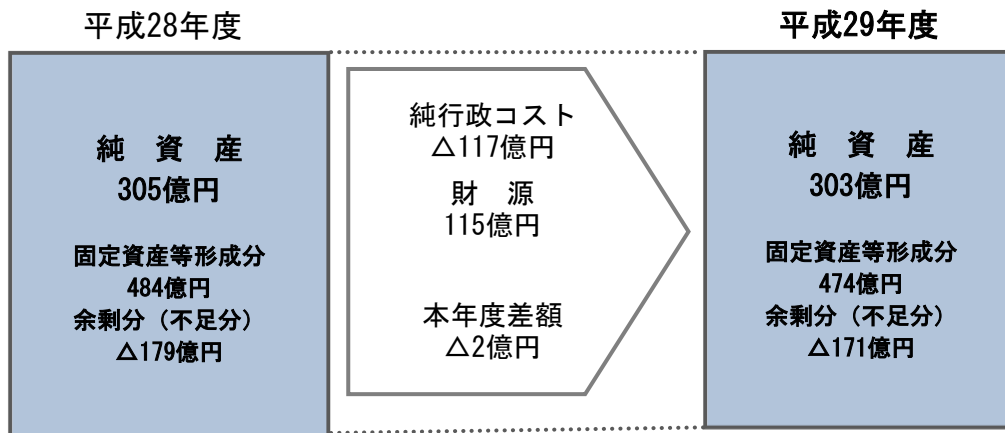 平成28年度
純　資　産
305億円
固定資産等形成分
484億円
余剰分（不足分）
△179億円
純行政コスト
△117億円
財　源
115億円
本年度差額
△2億円
平成29年度
純　資　産
303億円
固定資産等形成分
474億円
余剰分（不足分）
△171億円